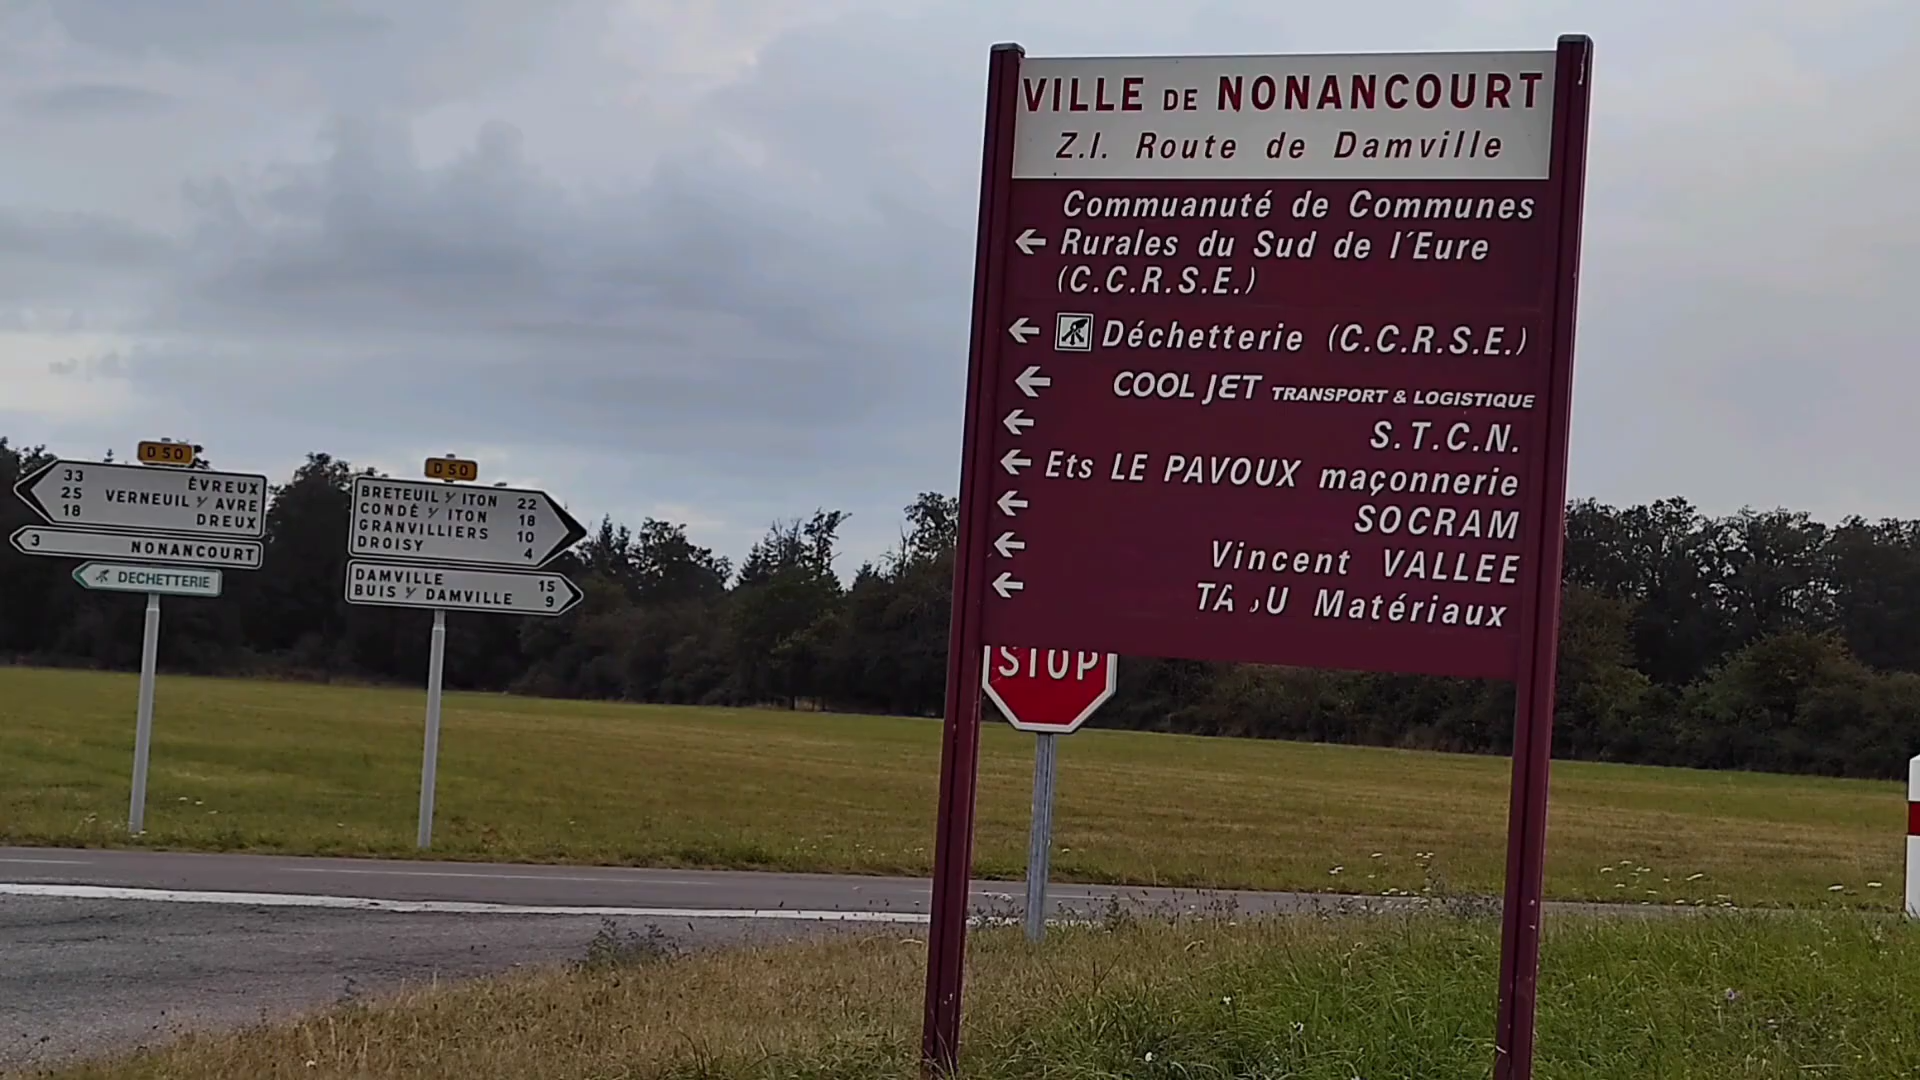 D 50
33 ÉVREUX
25 VERNEUIL s/ AVRE
18 DREUX
3 NONANCOURT
DECHETTERIE
D 50
BRETEUIL s/ ITON 22
CONDÉ s/ ITON 18
GRANVILLIERS 10
DROISY 4
DAMVILLE 15
BUIS s/ DAMVILLE 9
VILLE DE NONANCOURT
Z.I. Route de Damville
Commuanuté de Communes
Rurales du Sud de l'Eure
(C.C.R.S.E.)
Déchetterie (C.C.R.S.E.)
COOL JET TRANSPORT & LOGISTIQUE
S.T.C.N.
Ets LE PAVOUX maçonnerie
SOCRAM
Vincent VALLEE
Matériaux
STOP